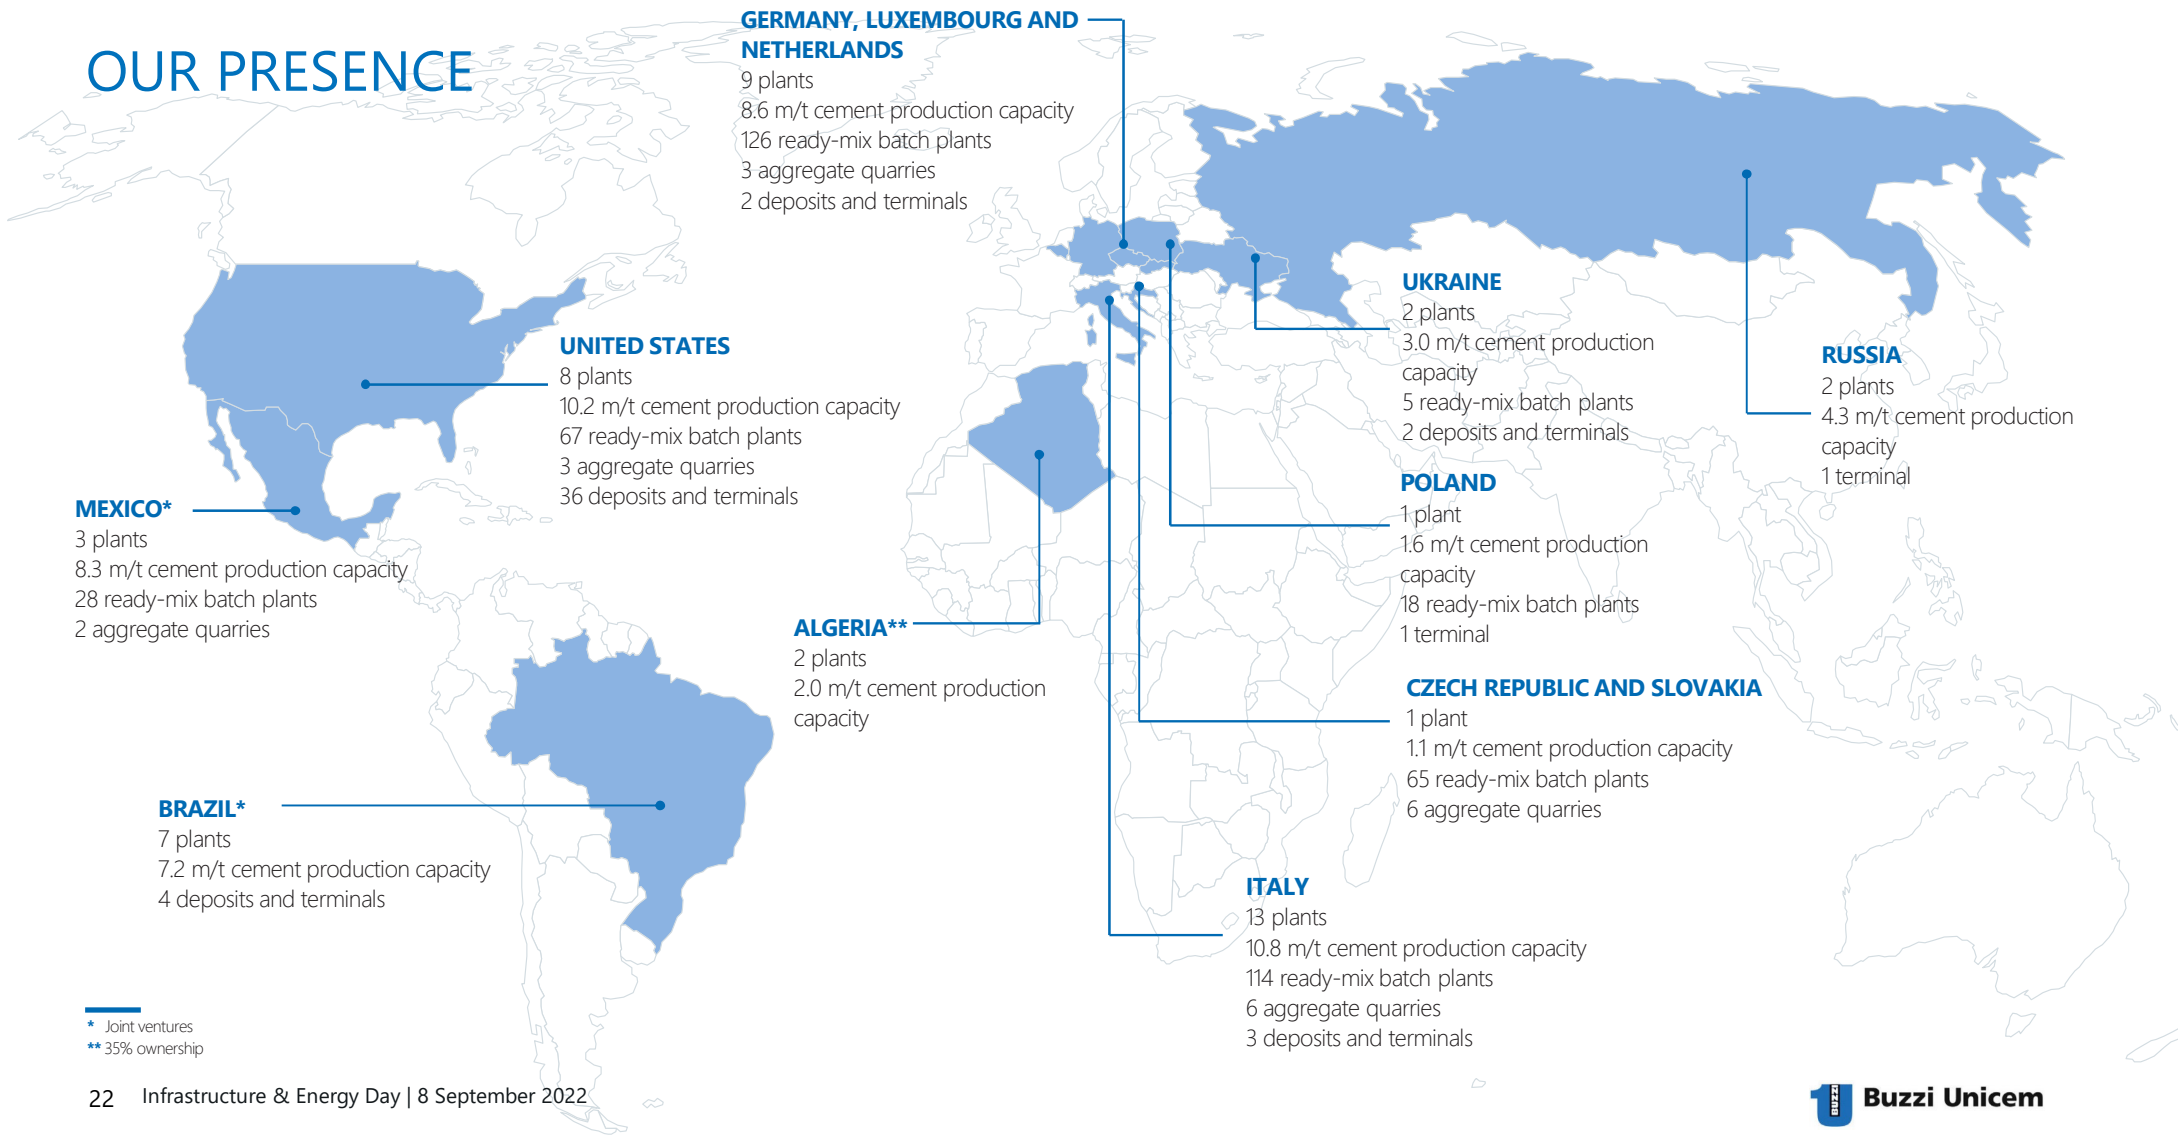 OUR PRESENCE
GERMANY, LUXEMBOURG AND
NETHERLANDS
9 plants
8.6 m/t cement production capacity
126 ready-mix batch plants
3 aggregate quarries
2 deposits and terminals
UNITED STATES
8 plants
10.2 m/t cement production capacity
67 ready-mix batch plants
3 aggregate quarries
36 deposits and terminals
MEXICO*
3 plants
8.3 m/t cement production capacity
28 ready-mix batch plants
2 aggregate quarries
BRAZIL*
7 plants
7.2 m/t cement production capacity
4 deposits and terminals
ALGERIA**
2 plants
2.0 m/t cement production
capacity
UKRAINE
2 plants
3.0 m/t cement production
capacity
5 ready-mix batch plants
2 deposits and terminals
RUSSIA
2 plants
4.3 m/t cement production
capacity
1 terminal
POLAND
1 plant
1.6 m/t cement production
capacity
18 ready-mix batch plants
1 terminal
CZECH REPUBLIC AND SLOVAKIA
1 plant
1.1 m/t cement production capacity
65 ready-mix batch plants
6 aggregate quarries
ITALY
13 plants
10.8 m/t cement production capacity
114 ready-mix batch plants
6 aggregate quarries
3 deposits and terminals
* Joint ventures
** 35% ownership
22 Infrastructure & Energy Day | 8 September 2022
BUZZI
Buzzi Unicem